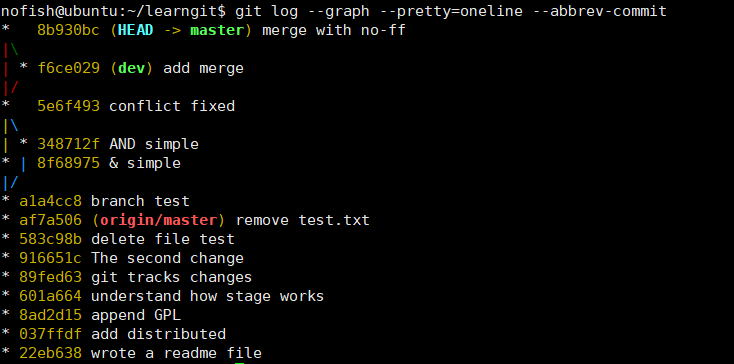 nofish@ubuntu:~/learngit$ git log --graph --pretty=oneline --abbrev-commit
*   8b930bc (HEAD -> master) merge with no-ff
|\
| * f6ce029 (dev) add merge
|/
*   5e6f493 conflict fixed
|\
| * 348712f AND simple
* | 8f68975 & simple
|/
* a1a4cc8 branch test
* af7a506 (origin/master) remove test.txt
* 583c98b delete file test
* 916651c The second change
* 89fed63 git tracks changes
* 601a664 understand how stage works
* 8ad2d15 append GPL
* 037ffdf add distributed
* 22eb638 wrote a readme file